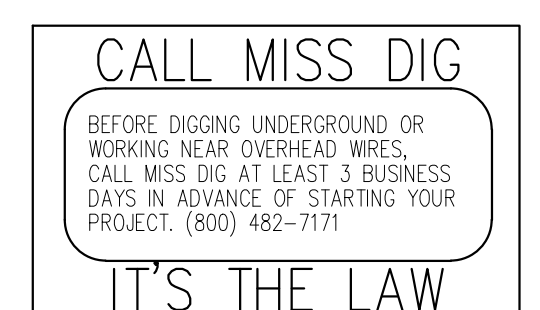 CALL MISS DIG
BEFORE DIGGING UNDERGROUND OR
WORKING NEAR OVERHEAD WIRES,
CALL MISS DIG AT LEAST 3 BUSINESS
DAYS IN ADVANCE OF STARTING YOUR
PROJECT. (800) 482-7171
IT'S THE LAW